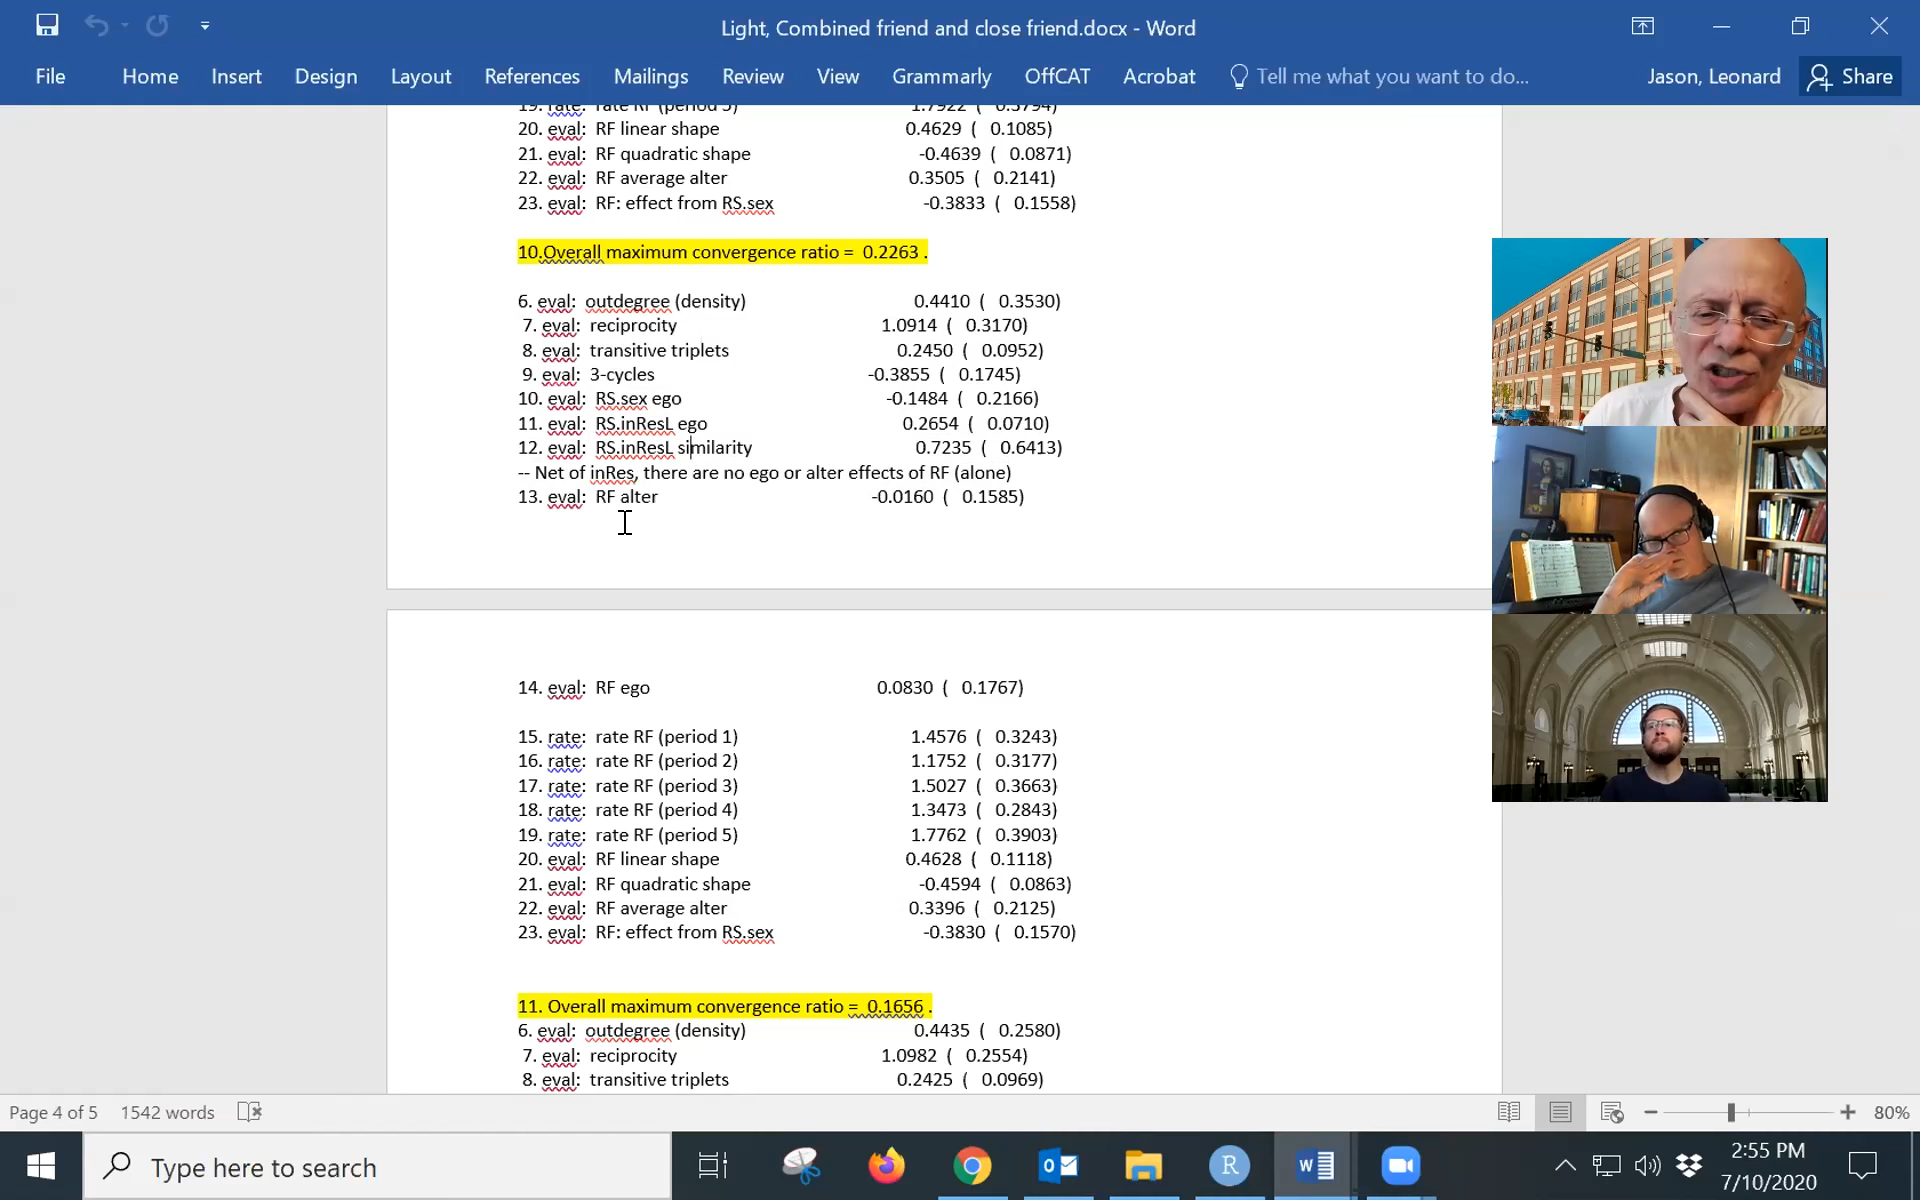 Light, Combined friend and close friend.docx - Word
File Home Insert Design Layout References Mailings Review View Grammarly OffCAT Acrobat Tell me what you want to do... Jason, Leonard Share
19. rate: rate RF (period 5) 1.7922 ( 0.3794)
20. eval: RF linear shape 0.4629 ( 0.1085)
21. eval: RF quadratic shape -0.4639 ( 0.0871)
22. eval: RF average alter 0.3505 ( 0.2141)
23. eval: RF: effect from RS.sex -0.3833 ( 0.1558)
10.Overall maximum convergence ratio = 0.2263 .
6. eval: outdegree (density) 0.4410 ( 0.3530)
7. eval: reciprocity 1.0914 ( 0.3170)
8. eval: transitive triplets 0.2450 ( 0.0952)
9. eval: 3-cycles -0.3855 ( 0.1745)
10. eval: RS.sex ego -0.1484 ( 0.2166)
11. eval: RS.inResL ego 0.2654 ( 0.0710)
12. eval: RS.inResL similarity 0.7235 ( 0.6413)
-- Net of inRes, there are no ego or alter effects of RF (alone)
13. eval: RF alter -0.0160 ( 0.1585)
14. eval: RF ego 0.0830 ( 0.1767)
15. rate: rate RF (period 1) 1.4576 ( 0.3243)
16. rate: rate RF (period 2) 1.1752 ( 0.3177)
17. rate: rate RF (period 3) 1.5027 ( 0.3663)
18. rate: rate RF (period 4) 1.3473 ( 0.2843)
19. rate: rate RF (period 5) 1.7762 ( 0.3903)
20. eval: RF linear shape 0.4628 ( 0.1118)
21. eval: RF quadratic shape -0.4594 ( 0.0863)
22. eval: RF average alter 0.3396 ( 0.2125)
23. eval: RF: effect from RS.sex -0.3830 ( 0.1570)
11. Overall maximum convergence ratio = 0.1656 .
6. eval: outdegree (density) 0.4435 ( 0.2580)
7. eval: reciprocity 1.0982 ( 0.2554)
8. eval: transitive triplets 0.2425 ( 0.0969)
Page 4 of 5 1542 words 80%
Type here to search
2:55 PM
7/10/2020